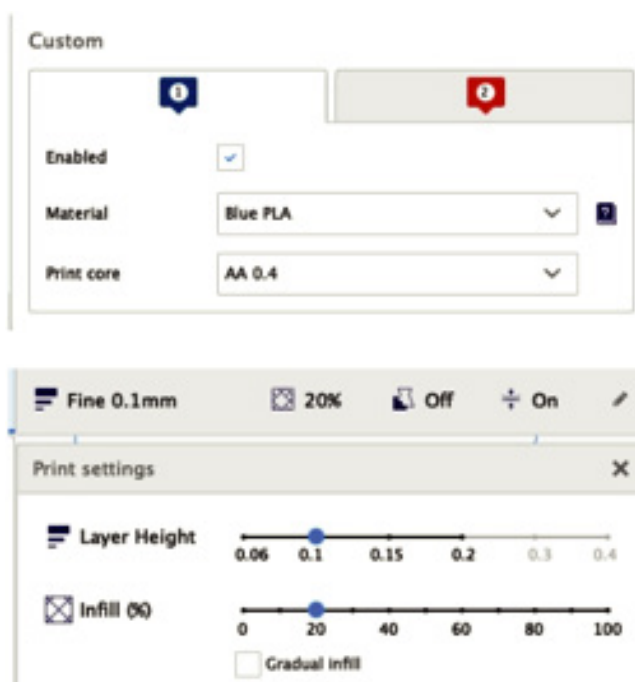 Custom
1 2
Enabled
Material Blue PLA ?
Print core AA 0.4
Fine 0.1mm 20% Off On
Print settings
Layer Height
0.06 0.1 0.15 0.2 0.3 0.4
Infill (%)
0 20 40 60 80 100
Gradual infill